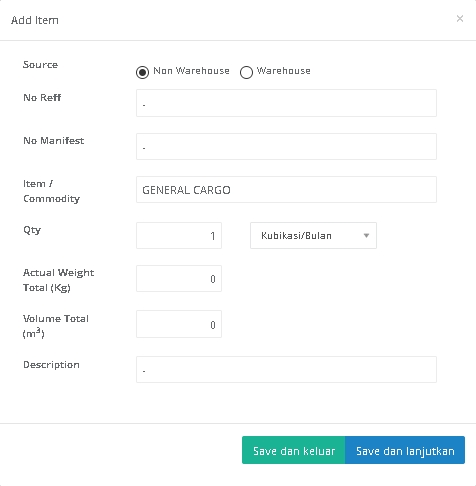 Add Item
×
Source
Non Warehouse
Warehouse
No Reff
-
No Manifest
-
Item /
Commodity
GENERAL CARGO
Qty
1
Kubikasi/Bulan
Actual Weight
Total (Kg)
0
Volume Total
(m³)
0
Description
-
Save dan keluar
Save dan lanjutkan